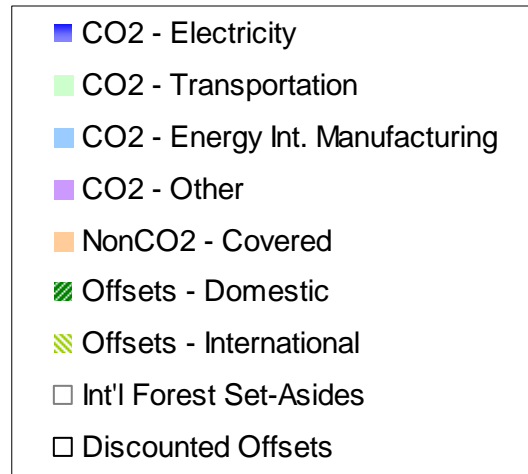 CO2 - Electricity
CO2 - Transportation
CO2 - Energy Int. Manufacturing
CO2 - Other
NonCO2 - Covered
Offsets - Domestic
Offsets - International
Int'l Forest Set-Asides
Discounted Offsets